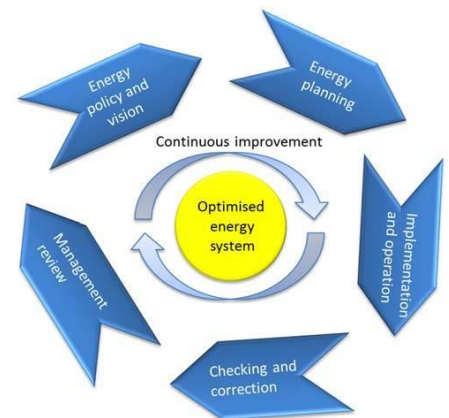 Energy
policy and
vision
Energy
planning
Continuous improvement
Optimised
energy
system
Implementation
and operation
Checking and
correction
Management
review